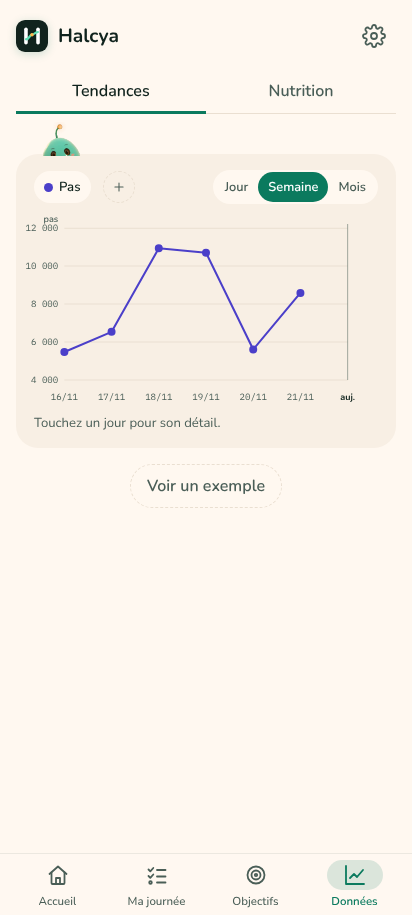 Halcya
Tendances
Nutrition
Pas
+
Jour
Semaine
Mois
pas
12 000
10 000
8 000
6 000
4 000
16/11
17/11
18/11
19/11
20/11
21/11
auj.
Touchez un jour pour son détail.
Voir un exemple
Accueil
Ma journée
Objectifs
Données